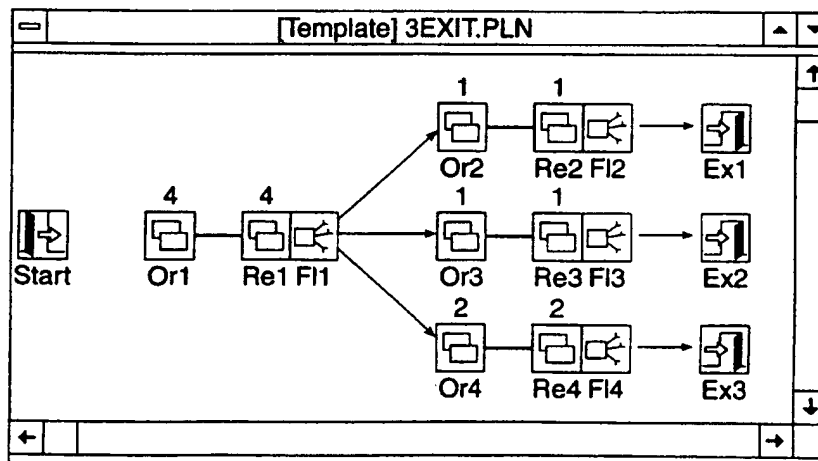 [Template] 3EXIT.PLN
1 1
Or2 Re2 Fl2 Ex1
4 4 1 1
Start Or1 Re1 Fl1 Or3 Re3 Fl3 Ex2
2 2
Or4 Re4 Fl4 Ex3